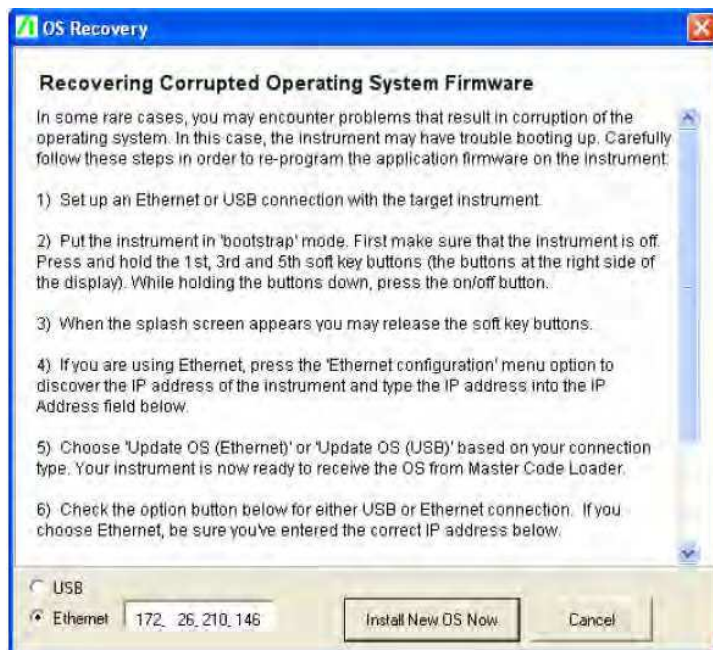 OS Recovery
Recovering Corrupted Operating System Firmware
In some rare cases, you may encounter problems that result in corruption of the
operating system. In this case, the instrument may have trouble booting up. Carefully
follow these steps in order to re-program the application firmware on the instrument
1) Set up an Ethernet or USB connection with the target instrument.
2) Put the instrument in 'bootstrap' mode. First make sure that the instrument is off.
Press and hold the 1st, 3rd and 5th soft key buttons (the buttons at the right side of
the display). While holding the buttons down, press the on/off button.
3) When the splash screen appears you may release the soft key buttons.
4) If you are using Ethernet, press the 'Ethernet configuration' menu option to
discover the IP address of the instrument and type the IP address into the IP
Address field below.
5) Choose 'Update OS (Ethernet)' or 'Update OS (USB)' based on your connection
type. Your instrument is now ready to receive the OS from Master Code Loader.
6) Check the option button below for either USB or Ethernet connection. If you
choose Ethernet, be sure you've entered the correct IP address below.
USB
Ethernet 172. 26. 210. 146 Install New OS Now Cancel